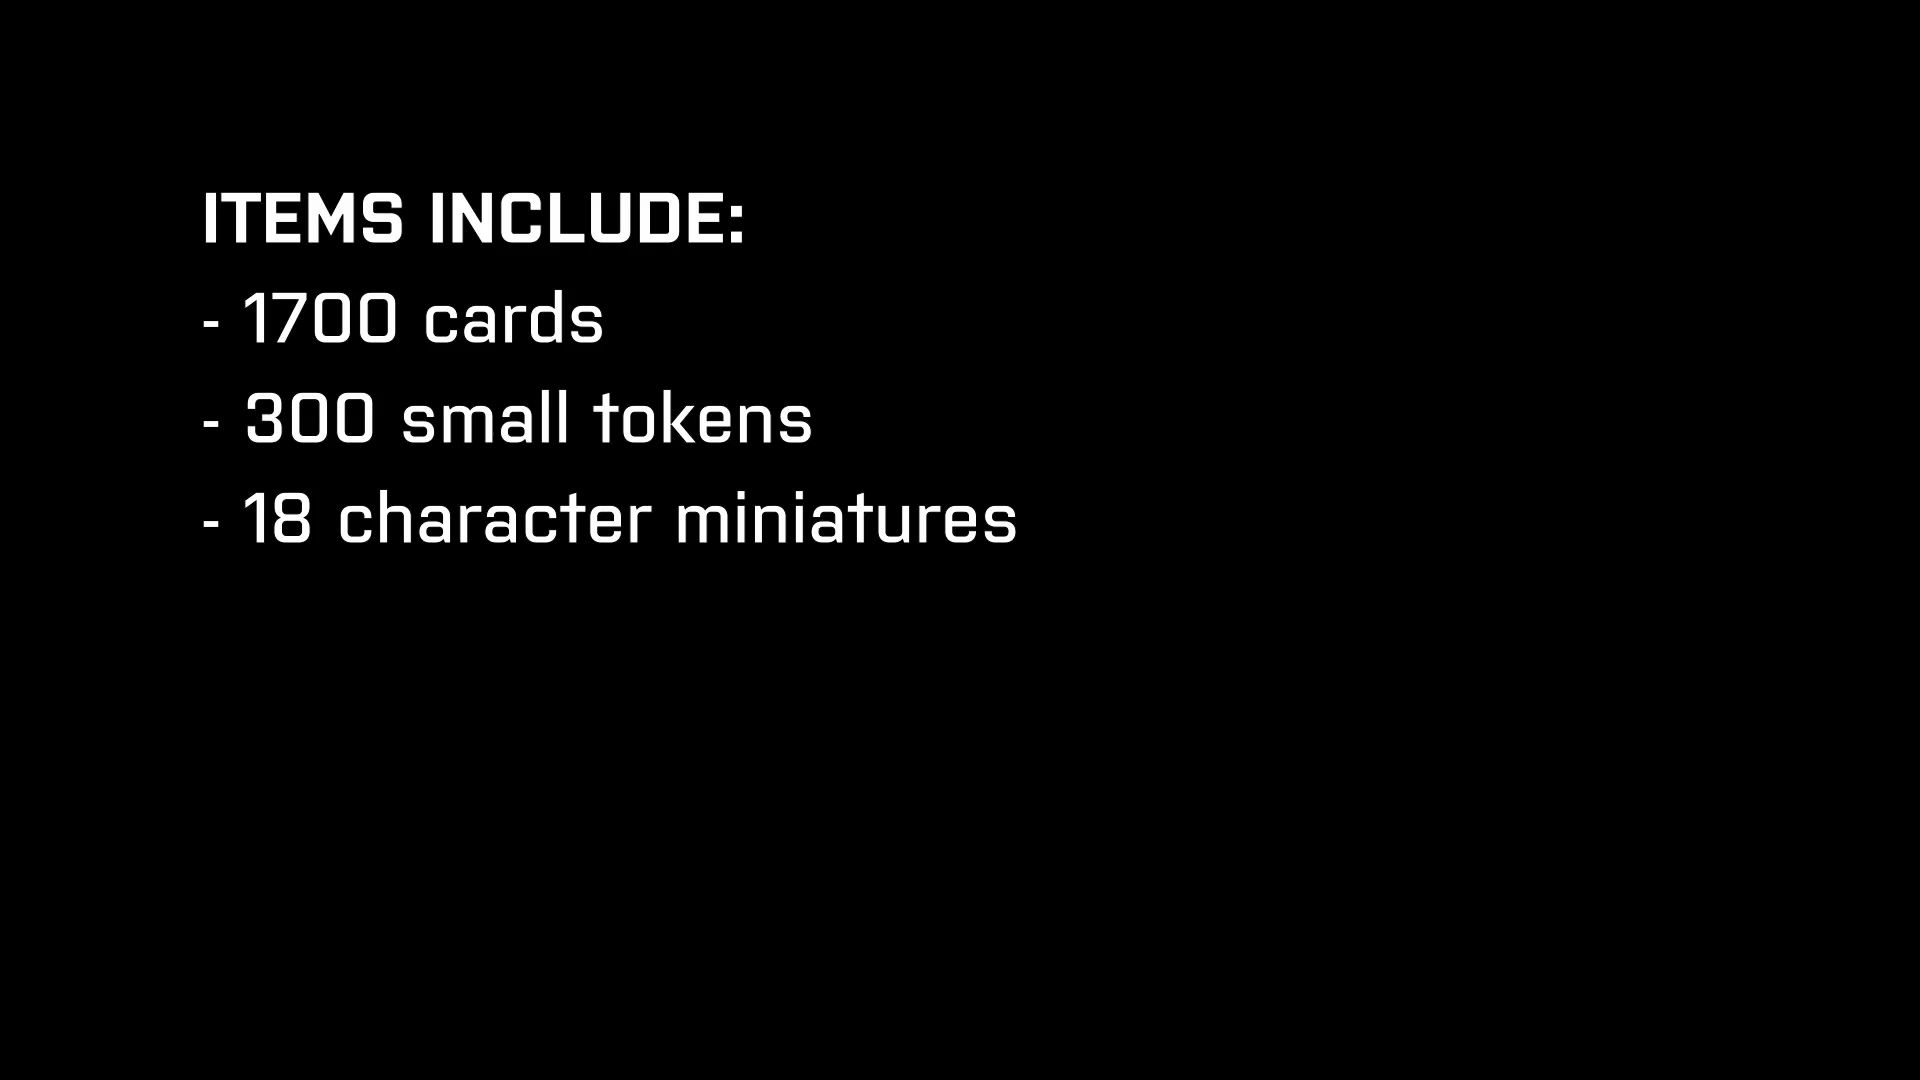 ITEMS INCLUDE:
- 1700 cards
- 300 small tokens
- 18 character miniatures